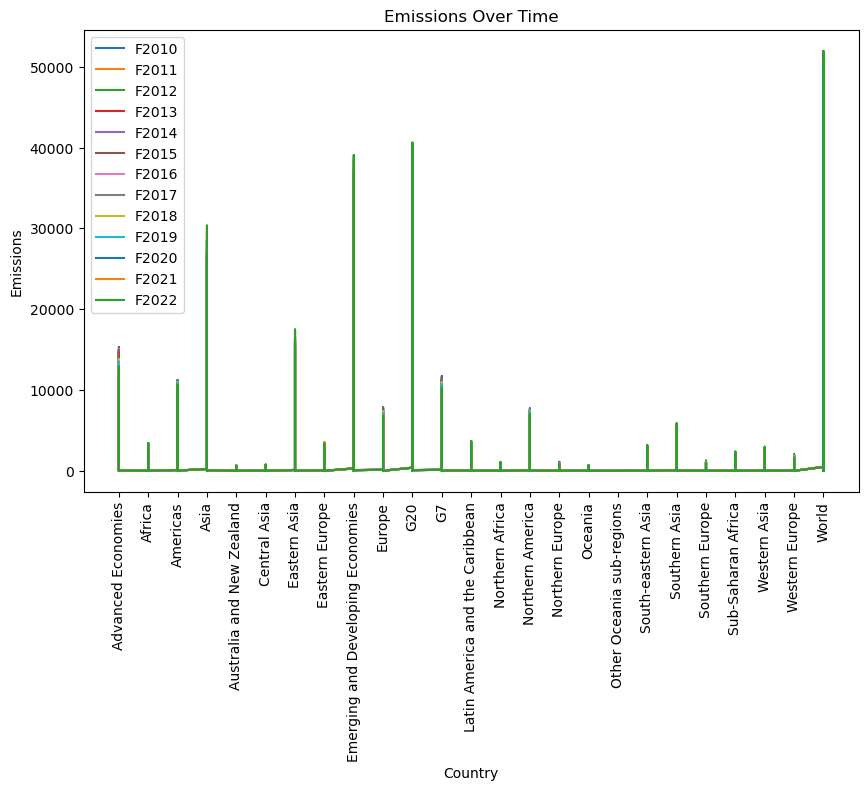 Emissions Over Time
F2010
F2011
F2012
F2013
F2014
F2015
F2016
F2017
F2018
F2019
F2020
F2021
F2022
50000
40000
30000
20000
10000
0
Emissions
Advanced Economies
Africa
Americas
Asia
Australia and New Zealand
Central Asia
Eastern Asia
Eastern Europe
Emerging and Developing Economies
Europe
G20
G7
Latin America and the Caribbean
Northern Africa
Northern America
Northern Europe
Oceania
Other Oceania sub-regions
South-eastern Asia
Southern Asia
Southern Europe
Sub-Saharan Africa
Western Asia
Western Europe
World
Country